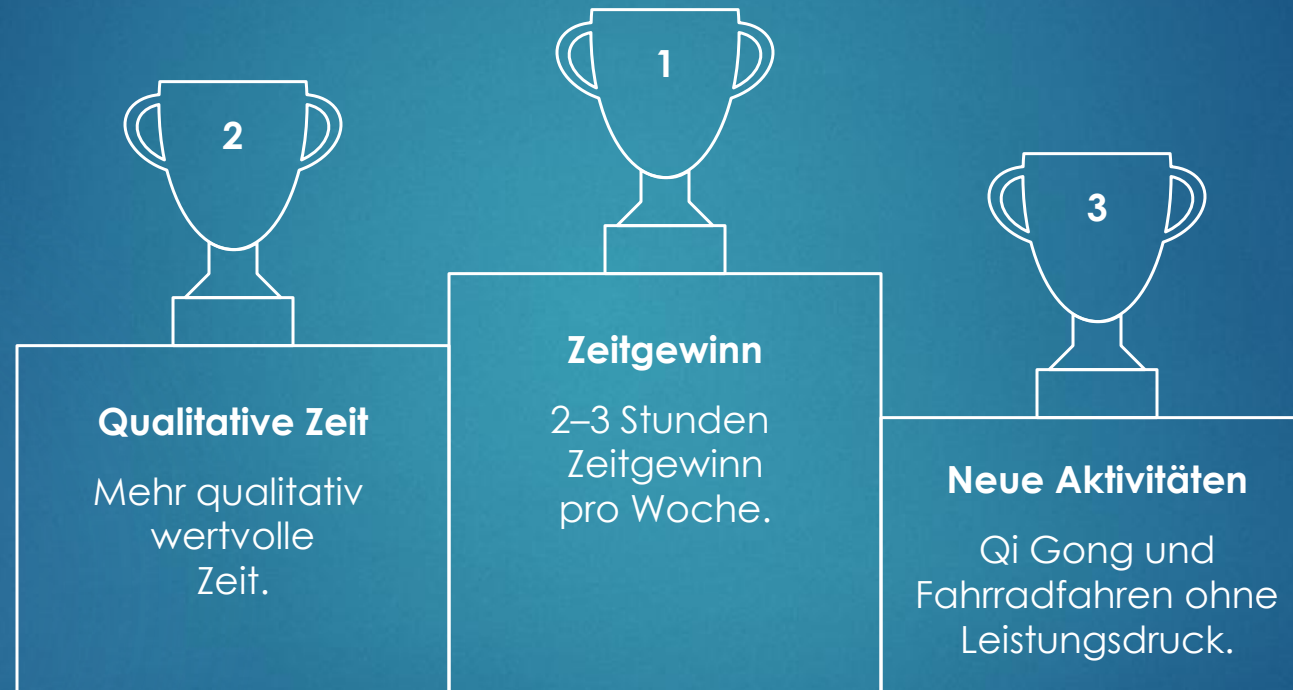 2
Qualitative Zeit
Mehr qualitativ
wertvolle
Zeit.
1
Zeitgewinn
2–3 Stunden
Zeitgewinn
pro Woche.
3
Neue Aktivitäten
Qi Gong und
Fahrradfahren ohne
Leistungsdruck.